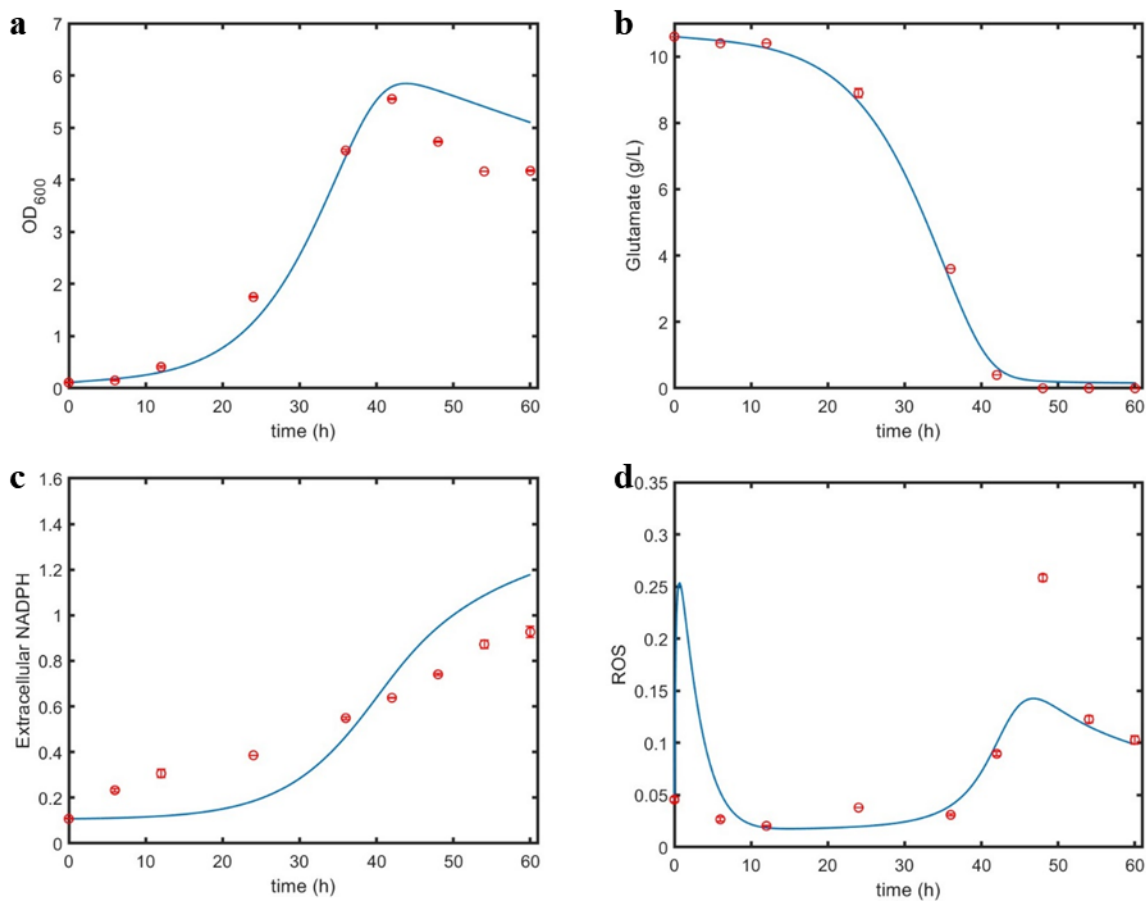 a
7
6
5
4
3
2
1
0
OD600
0 10 20 30 40 50 60
time (h)
b
10
8
6
4
2
0
Glutamate (g/L)
0 10 20 30 40 50 60
time (h)
c
1.6
1.4
1.2
1
0.8
0.6
0.4
0.2
0
Extracellular NADPH
0 10 20 30 40 50 60
time (h)
d
0.35
0.3
0.25
0.2
0.15
0.1
0.05
0
ROS
0 10 20 30 40 50 60
time (h)